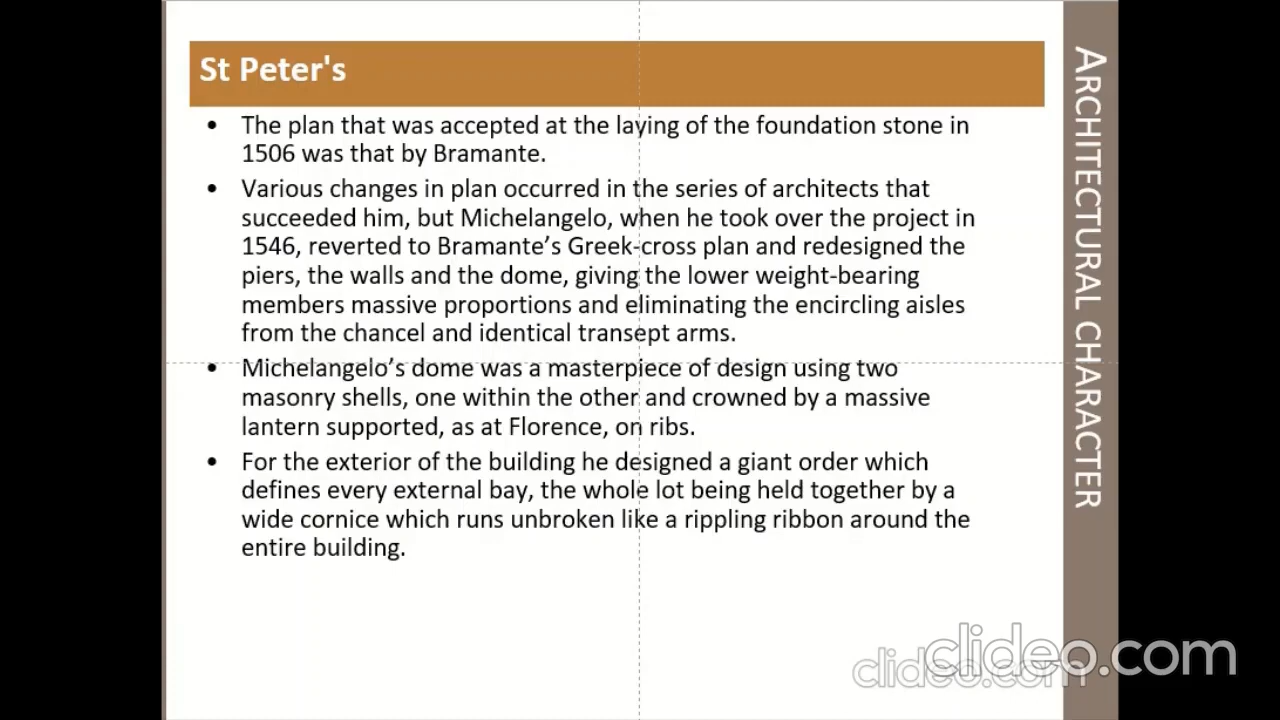 St Peter's
• The plan that was accepted at the laying of the foundation stone in
1506 was that by Bramante.
• Various changes in plan occurred in the series of architects that
succeeded him, but Michelangelo, when he took over the project in
1546, reverted to Bramante’s Greek-cross plan and redesigned the
piers, the walls and the dome, giving the lower weight-bearing
members massive proportions and eliminating the encircling aisles
from the chancel and identical transept arms.
• Michelangelo’s dome was a masterpiece of design using two
masonry shells, one within the other and crowned by a massive
lantern supported, as at Florence, on ribs.
• For the exterior of the building he designed a giant order which
defines every external bay, the whole lot being held together by a
wide cornice which runs unbroken like a rippling ribbon around the
entire building.
ARCHITECTURAL CHARACTER
clideo.com
clideo.com